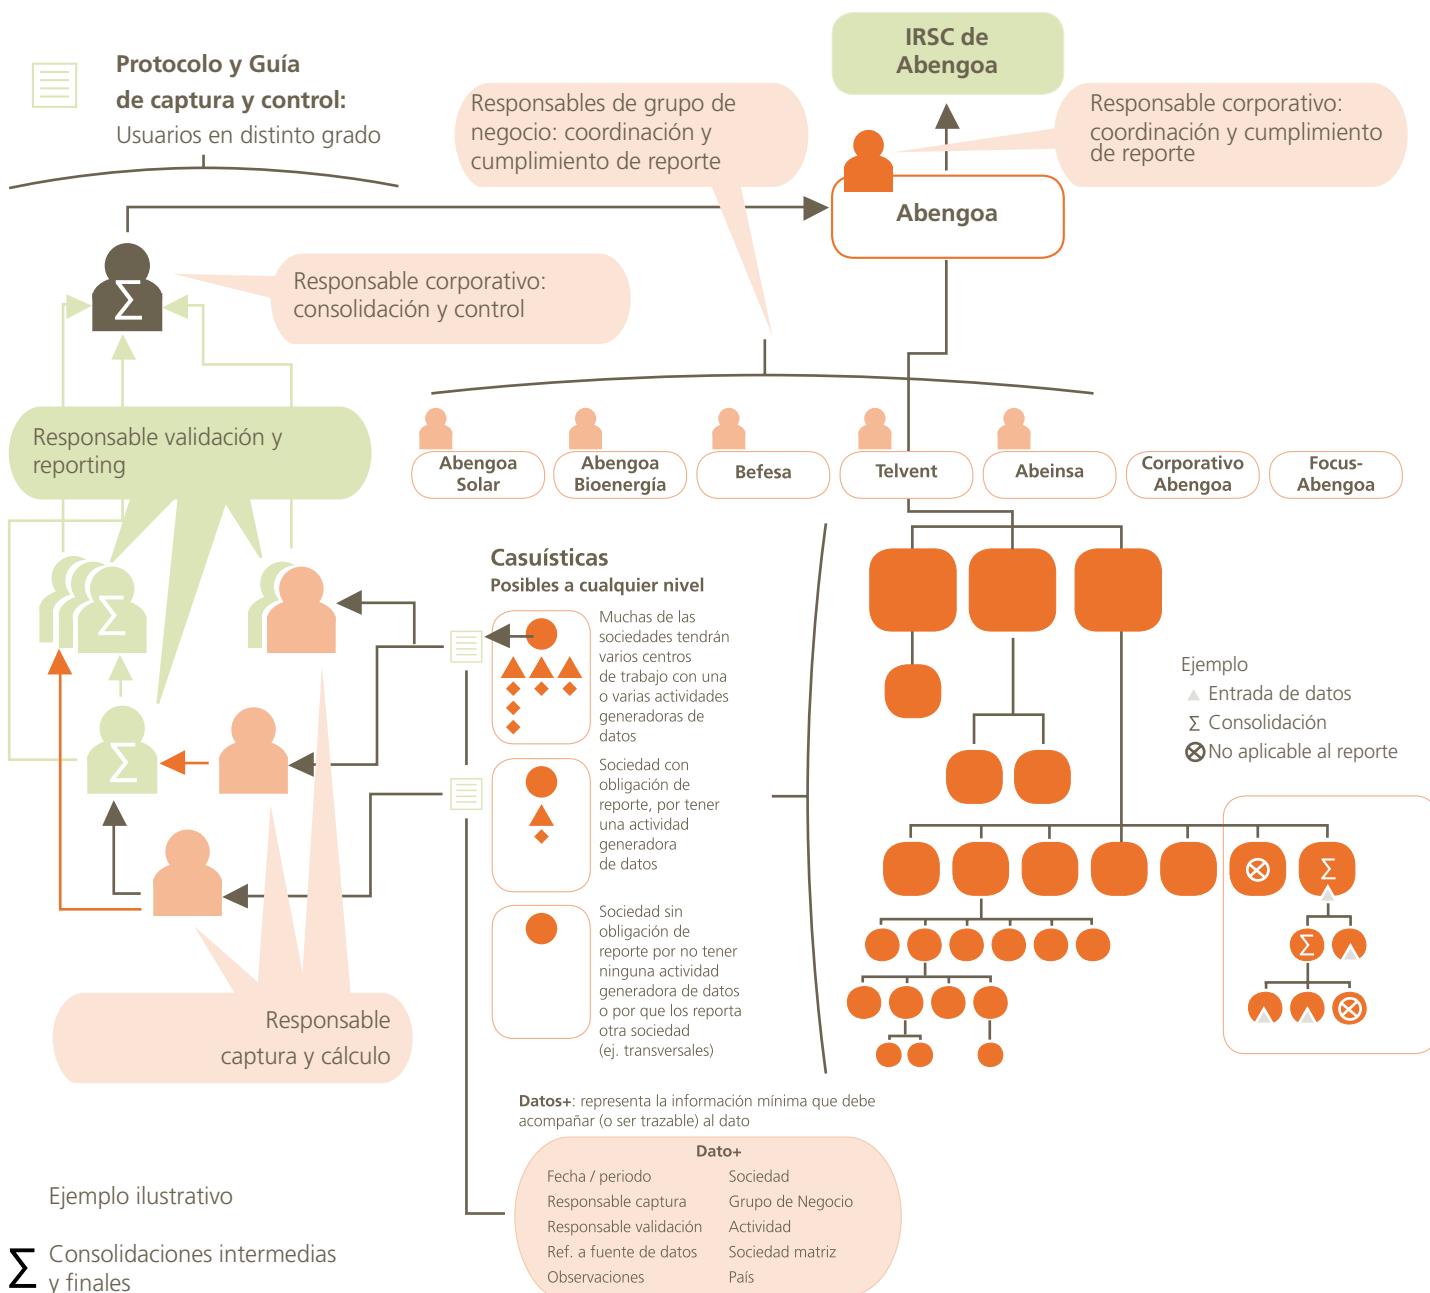 Protocolo y Guía
de captura y control:
Usuarios en distinto grado
Responsables de grupo de
negocio: coordinación y
cumplimiento de reporte
IRSC de
Abengoa
Responsable corporativo:
coordinación y cumplimiento
de reporte
Abengoa
Σ
Responsable corporativo:
consolidación y control
Responsable validación y
reporting
Abengoa
Solar
Abengoa
Bioenergía
Befesa
Telvent
Abeinsa
Corporativo
Abengoa
Focus-
Abengoa
Casuísticas
Posibles a cualquier nivel
Muchas de las
sociedades tendrán
varios centros
de trabajo con una
o varias actividades
generadoras de
datos
Sociedad con
obligación de
reporte, por tener
una actividad
generadora
de datos
Sociedad sin
obligación de
reporte por no tener
ninguna actividad
generadora de datos
o por que los reporta
otra sociedad
(ej. transversales)
Σ
Σ
Ejemplo
Entrada de datos
Σ Consolidación
No aplicable al reporte
Σ
Σ
Responsable
captura y cálculo
Datos+: representa la información mínima que debe
acompañar (o ser trazable) al dato
Dato+
Fecha / periodo
Responsable captura
Responsable validación
Ref. a fuente de datos
Observaciones
Sociedad
Grupo de Negocio
Actividad
Sociedad matriz
País
Ejemplo ilustrativo
Σ Consolidaciones intermedias
y finales